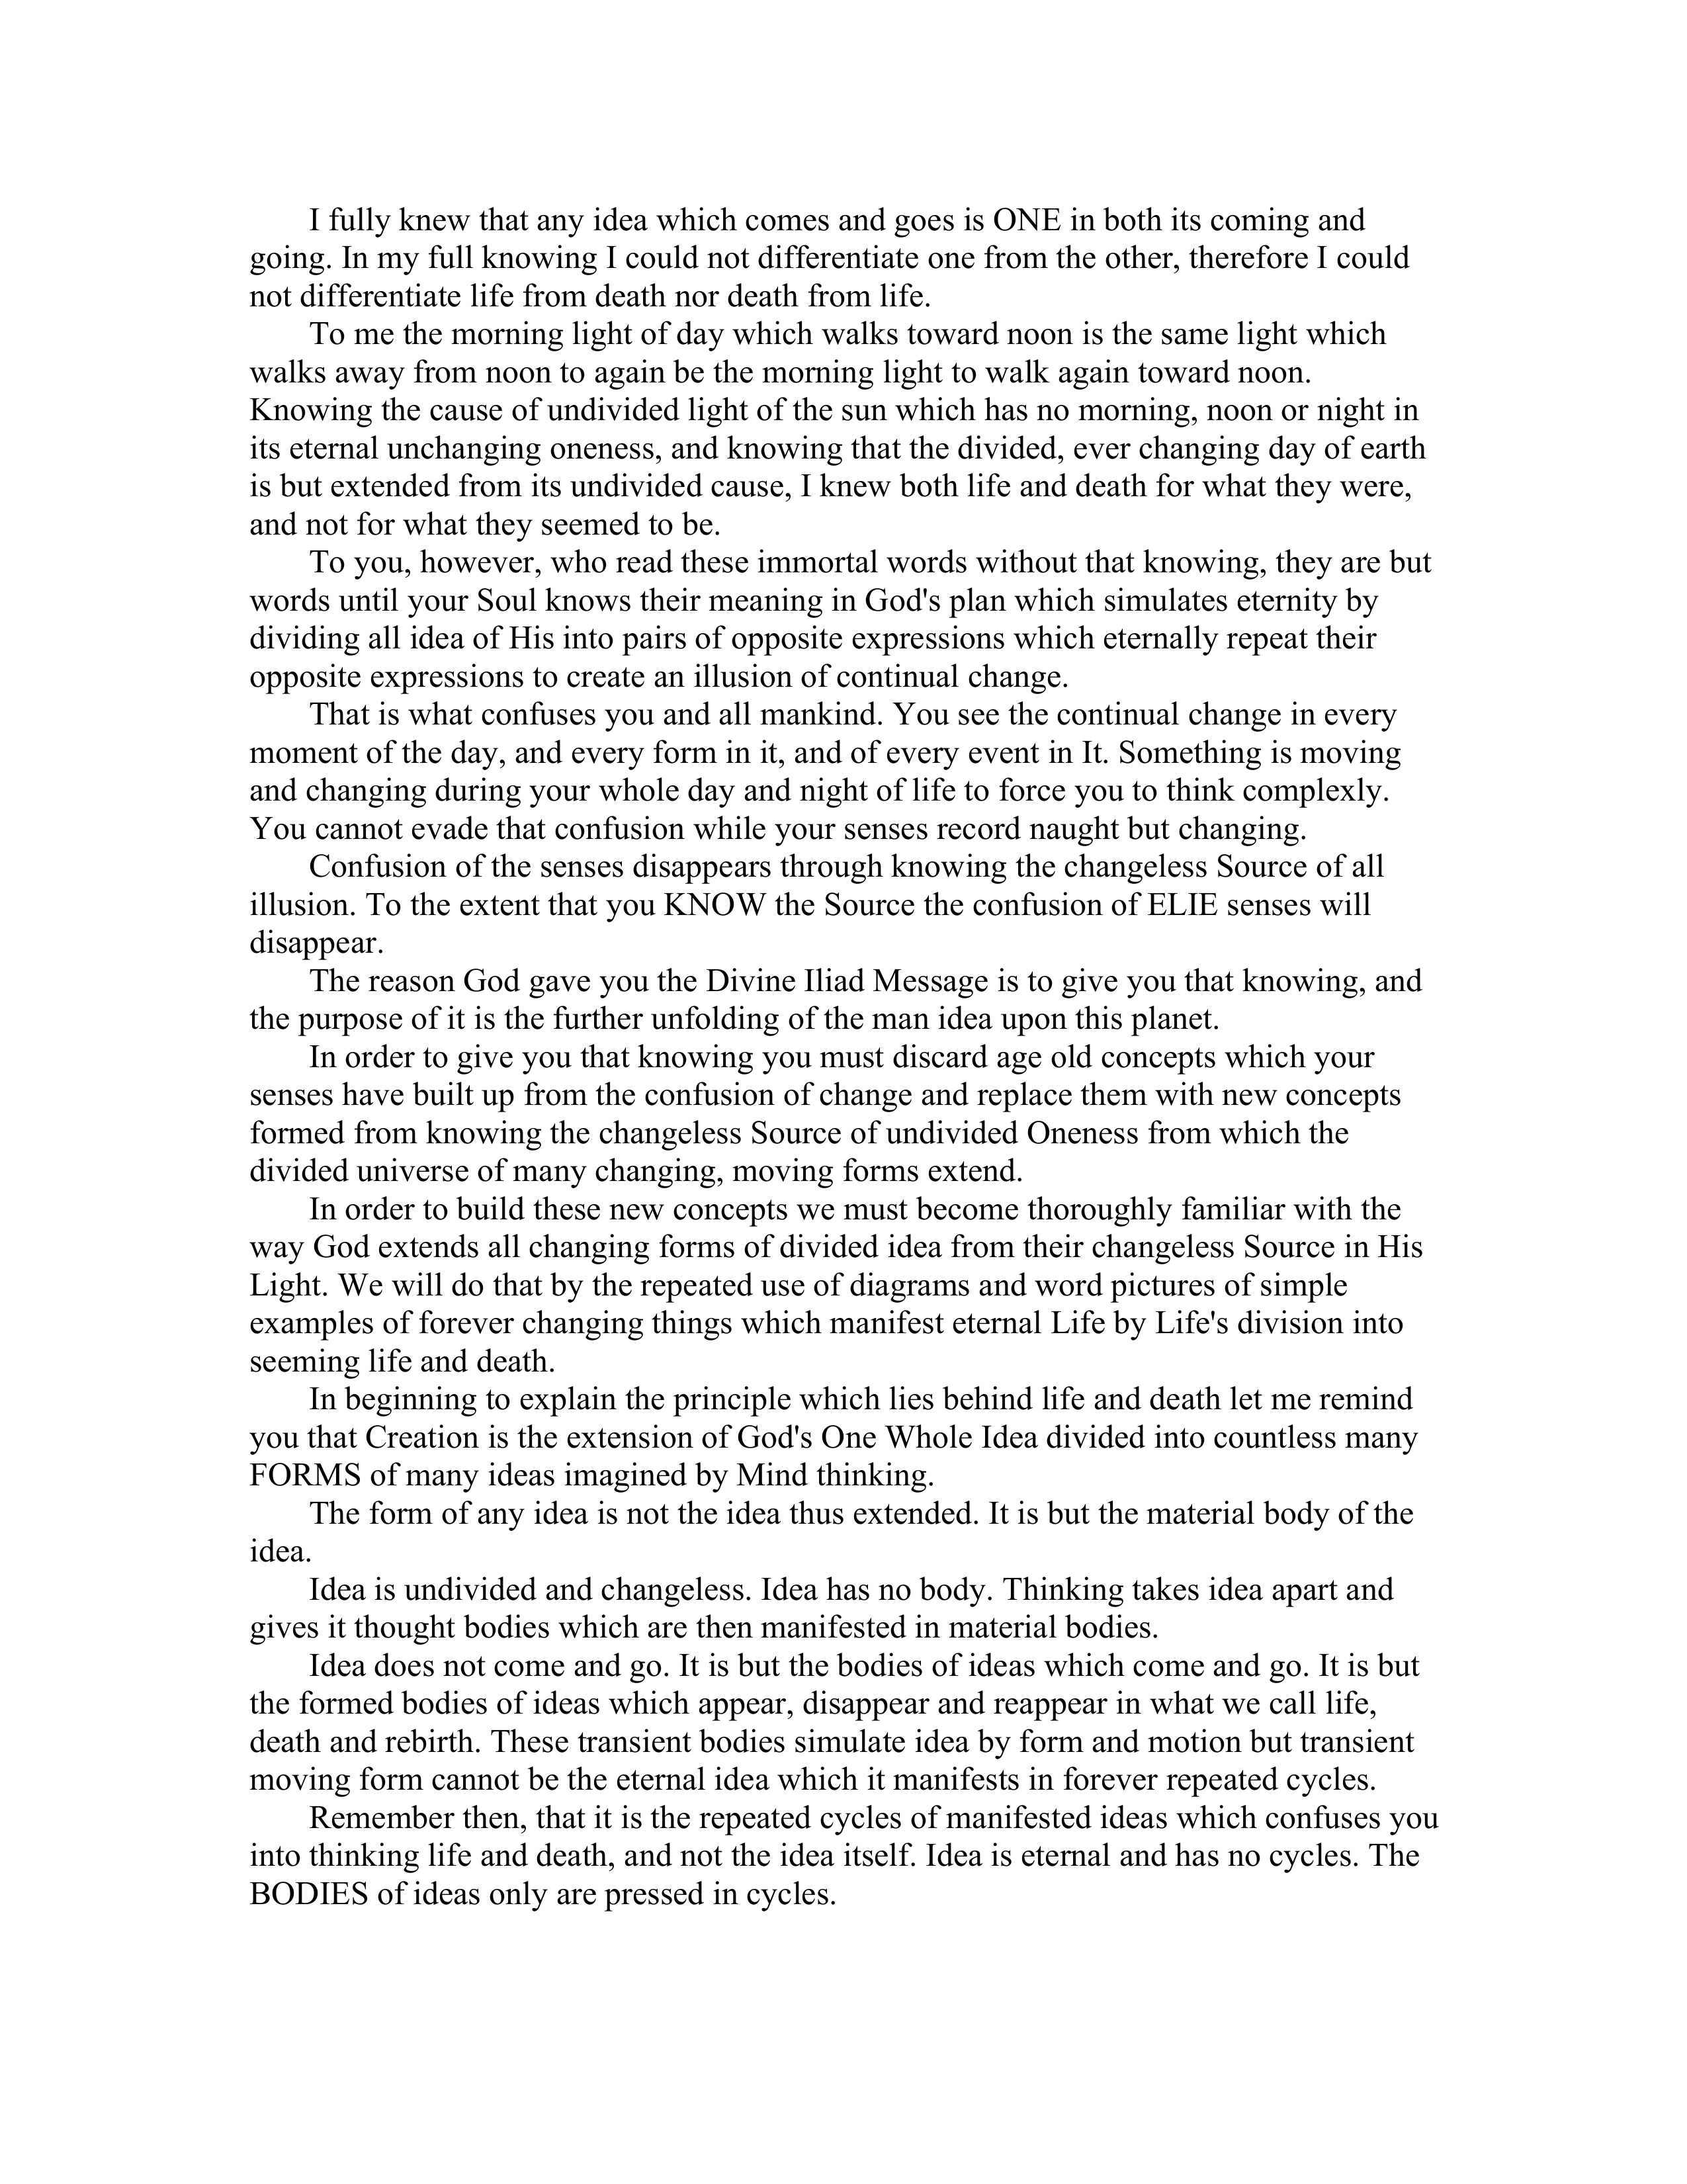 I fully knew that any idea which comes and goes is ONE in both its coming and
going. In my full knowing I could not differentiate one from the other, therefore I could
not differentiate life from death nor death from life.
To me the morning light of day which walks toward noon is the same light which
walks away from noon to again be the morning light to walk again toward noon.
Knowing the cause of undivided light of the sun which has no morning, noon or night in
its eternal unchanging oneness, and knowing that the divided, ever changing day of earth
is but extended from its undivided cause, I knew both life and death for what they were,
and not for what they seemed to be.
To you, however, who read these immortal words without that knowing, they are but
words until your Soul knows their meaning in God's plan which simulates eternity by
dividing all idea of His into pairs of opposite expressions which eternally repeat their
opposite expressions to create an illusion of continual change.
That is what confuses you and all mankind. You see the continual change in every
moment of the day, and every form in it, and of every event in It. Something is moving
and changing during your whole day and night of life to force you to think complexly.
You cannot evade that confusion while your senses record naught but changing.
Confusion of the senses disappears through knowing the changeless Source of all
illusion. To the extent that you KNOW the Source the confusion of ELIE senses will
disappear.
The reason God gave you the Divine Iliad Message is to give you that knowing, and
the purpose of it is the further unfolding of the man idea upon this planet.
In order to give you that knowing you must discard age old concepts which your
senses have built up from the confusion of change and replace them with new concepts
formed from knowing the changeless Source of undivided Oneness from which the
divided universe of many changing, moving forms extend.
In order to build these new concepts we must become thoroughly familiar with the
way God extends all changing forms of divided idea from their changeless Source in His
Light. We will do that by the repeated use of diagrams and word pictures of simple
examples of forever changing things which manifest eternal Life by Life's division into
seeming life and death.
In beginning to explain the principle which lies behind life and death let me remind
you that Creation is the extension of God's One Whole Idea divided into countless many
FORMS of many ideas imagined by Mind thinking.
The form of any idea is not the idea thus extended. It is but the material body of the
idea.
Idea is undivided and changeless. Idea has no body. Thinking takes idea apart and
gives it thought bodies which are then manifested in material bodies.
Idea does not come and go. It is but the bodies of ideas which come and go. It is but
the formed bodies of ideas which appear, disappear and reappear in what we call life,
death and rebirth. These transient bodies simulate idea by form and motion but transient
moving form cannot be the eternal idea which it manifests in forever repeated cycles.
Remember then, that it is the repeated cycles of manifested ideas which confuses you
into thinking life and death, and not the idea itself. Idea is eternal and has no cycles. The
BODIES of ideas only are pressed in cycles.